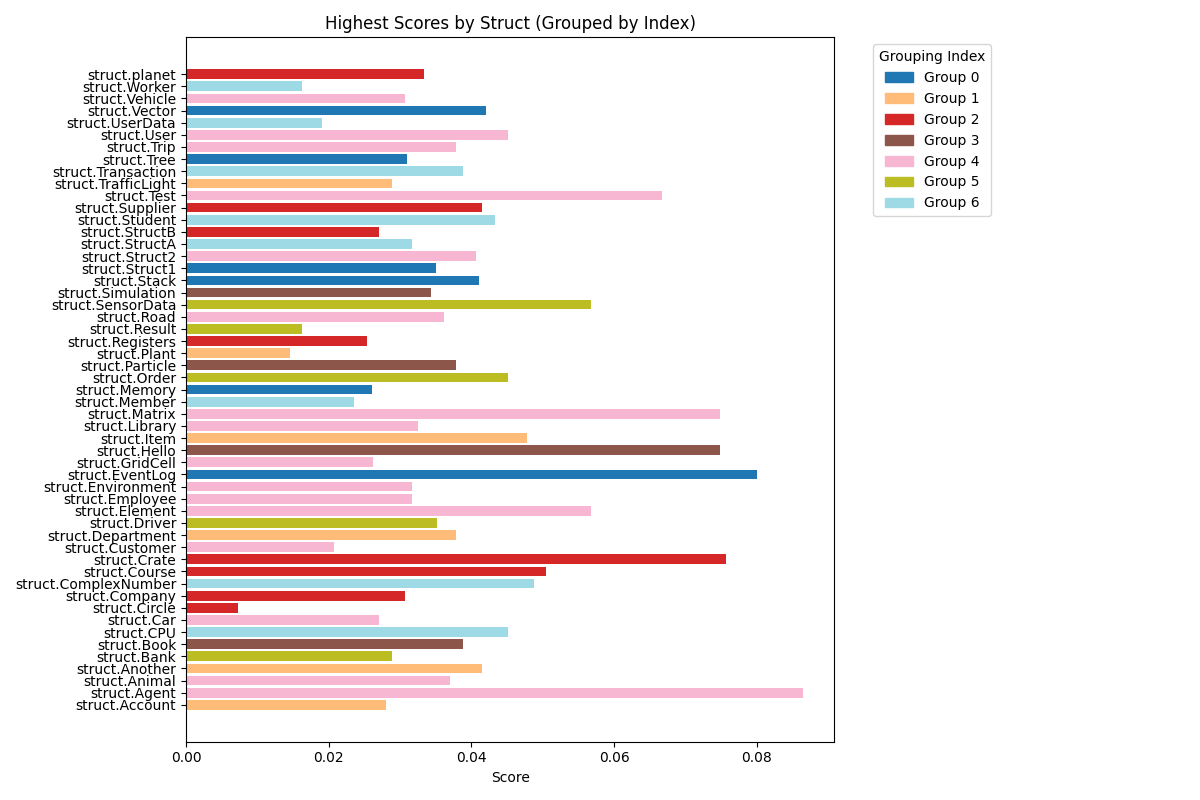 Highest Scores by Struct (Grouped by Index)
struct.planet
struct.Worker
struct.Vehicle
struct.Vector
struct.UserData
struct.User
struct.Trip
struct.Tree
struct.Transaction
struct.TrafficLight
struct.Test
struct.Supplier
struct.Student
struct.StructB
struct.StructA
struct.Struct2
struct.Struct1
struct.Stack
struct.Simulation
struct.SensorData
struct.Road
struct.Result
struct.Registers
struct.Plant
struct.Particle
struct.Order
struct.Memory
struct.Member
struct.Matrix
struct.Library
struct.Item
struct.Hello
struct.GridCell
struct.EventLog
struct.Environment
struct.Employee
struct.Element
struct.Driver
struct.Department
struct.Customer
struct.Crate
struct.Course
struct.ComplexNumber
struct.Company
struct.Circle
struct.Car
struct.CPU
struct.Book
struct.Bank
struct.Another
struct.Animal
struct.Agent
struct.Account
0.00 0.02 0.04 0.06 0.08
Score
Grouping Index
Group 0
Group 1
Group 2
Group 3
Group 4
Group 5
Group 6